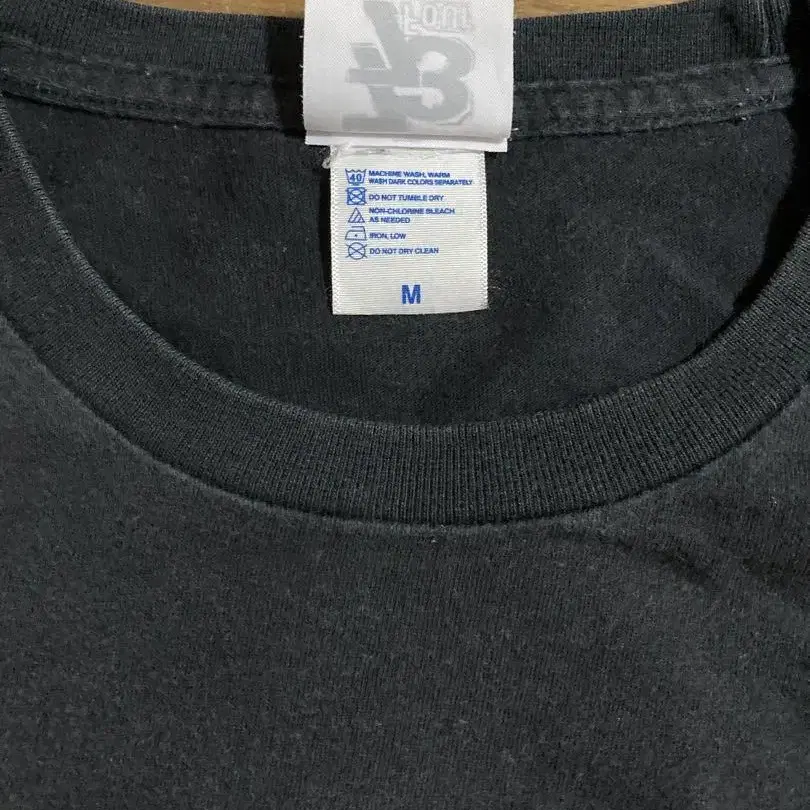 40
MACHINE WASH, WARM
WASH DARK COLORS SEPARATELY
DO NOT TUMBLE DRY
NON-CHLORINE BLEACH
AS NEEDED
IRON, LOW
DO NOT DRY CLEAN
M